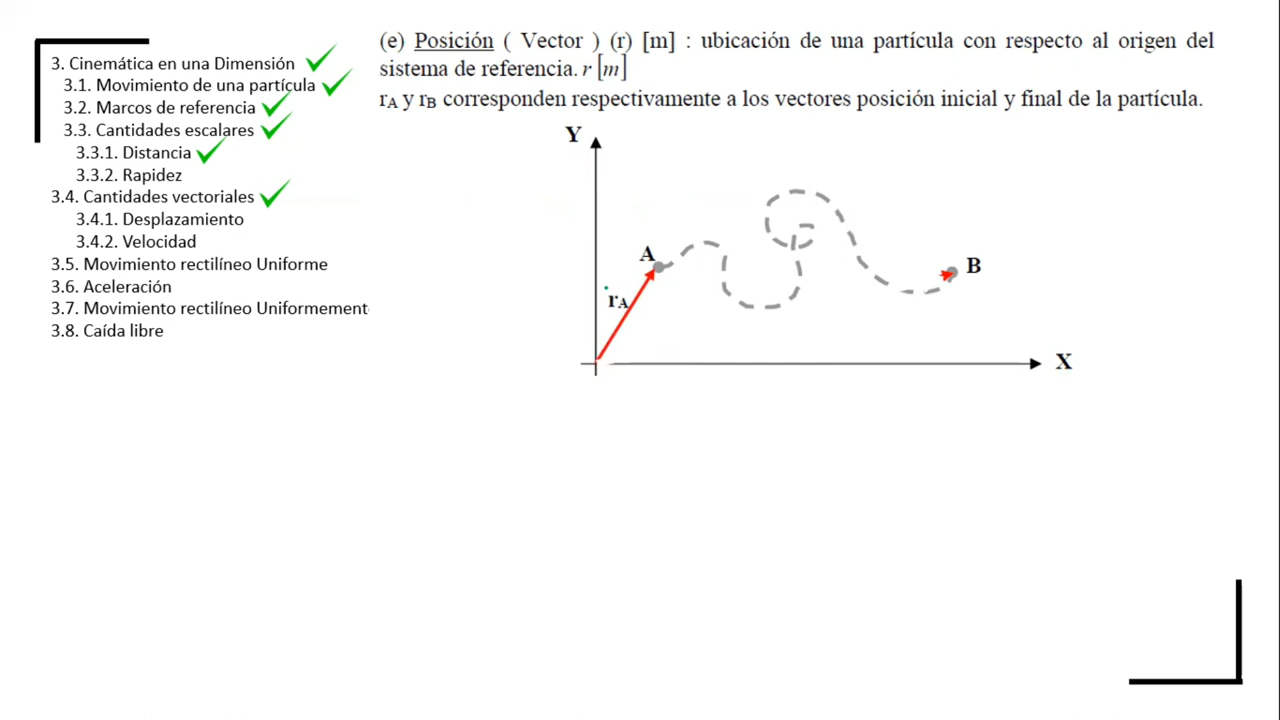 3. Cinemática en una Dimensión
3.1. Movimiento de una partícula
3.2. Marcos de referencia
3.3. Cantidades escalares
3.3.1. Distancia
3.3.2. Rapidez
3.4. Cantidades vectoriales
3.4.1. Desplazamiento
3.4.2. Velocidad
3.5. Movimiento rectilíneo Uniforme
3.6. Aceleración
3.7. Movimiento rectilíneo Uniformement
3.8. Caída libre
(e) Posición ( Vector ) (r) [m] : ubicación de una partícula con respecto al origen del
sistema de referencia. r [m]
rA y rB corresponden respectivamente a los vectores posición inicial y final de la partícula.
Y
A
B
rA
X